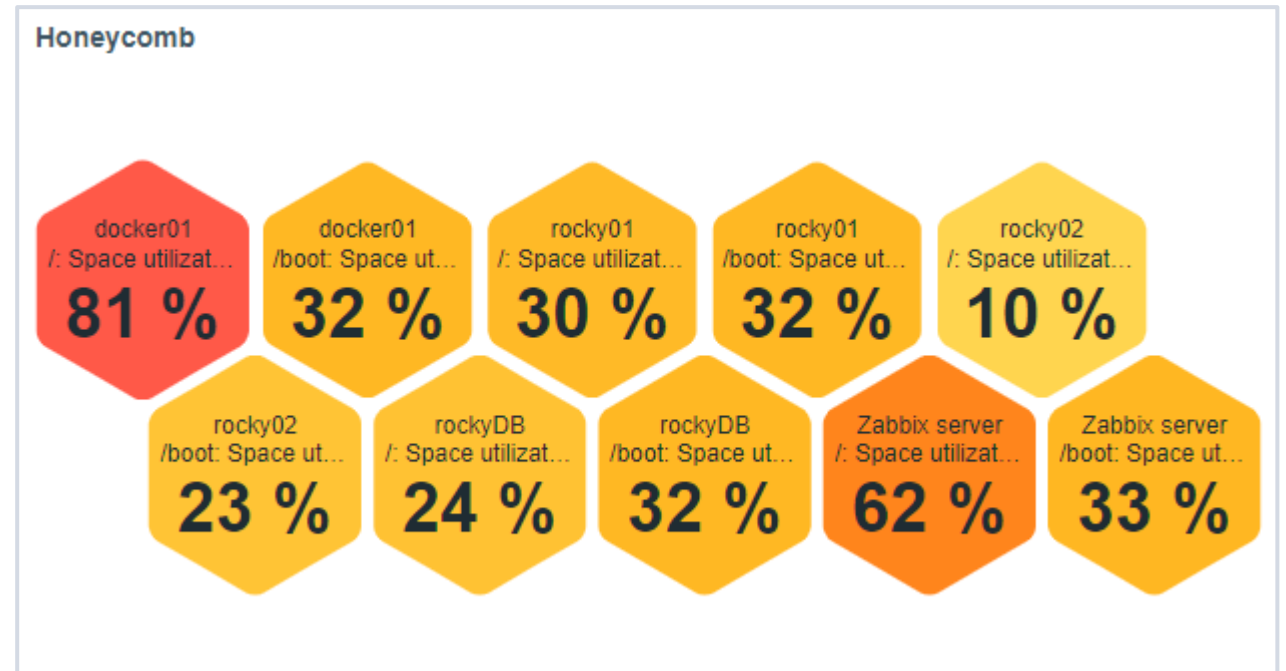 Honeycomb
docker01
/: Space utilizat...
81 %
docker01
/boot: Space ut...
32 %
rocky01
/: Space utilizat...
30 %
rocky01
/boot: Space ut...
32 %
rocky02
/: Space utilizat...
10 %
rocky02
/boot: Space ut...
23 %
rockyDB
/: Space utilizat...
24 %
rockyDB
/boot: Space ut...
32 %
Zabbix server
/: Space utilizat...
62 %
Zabbix server
/boot: Space ut...
33 %